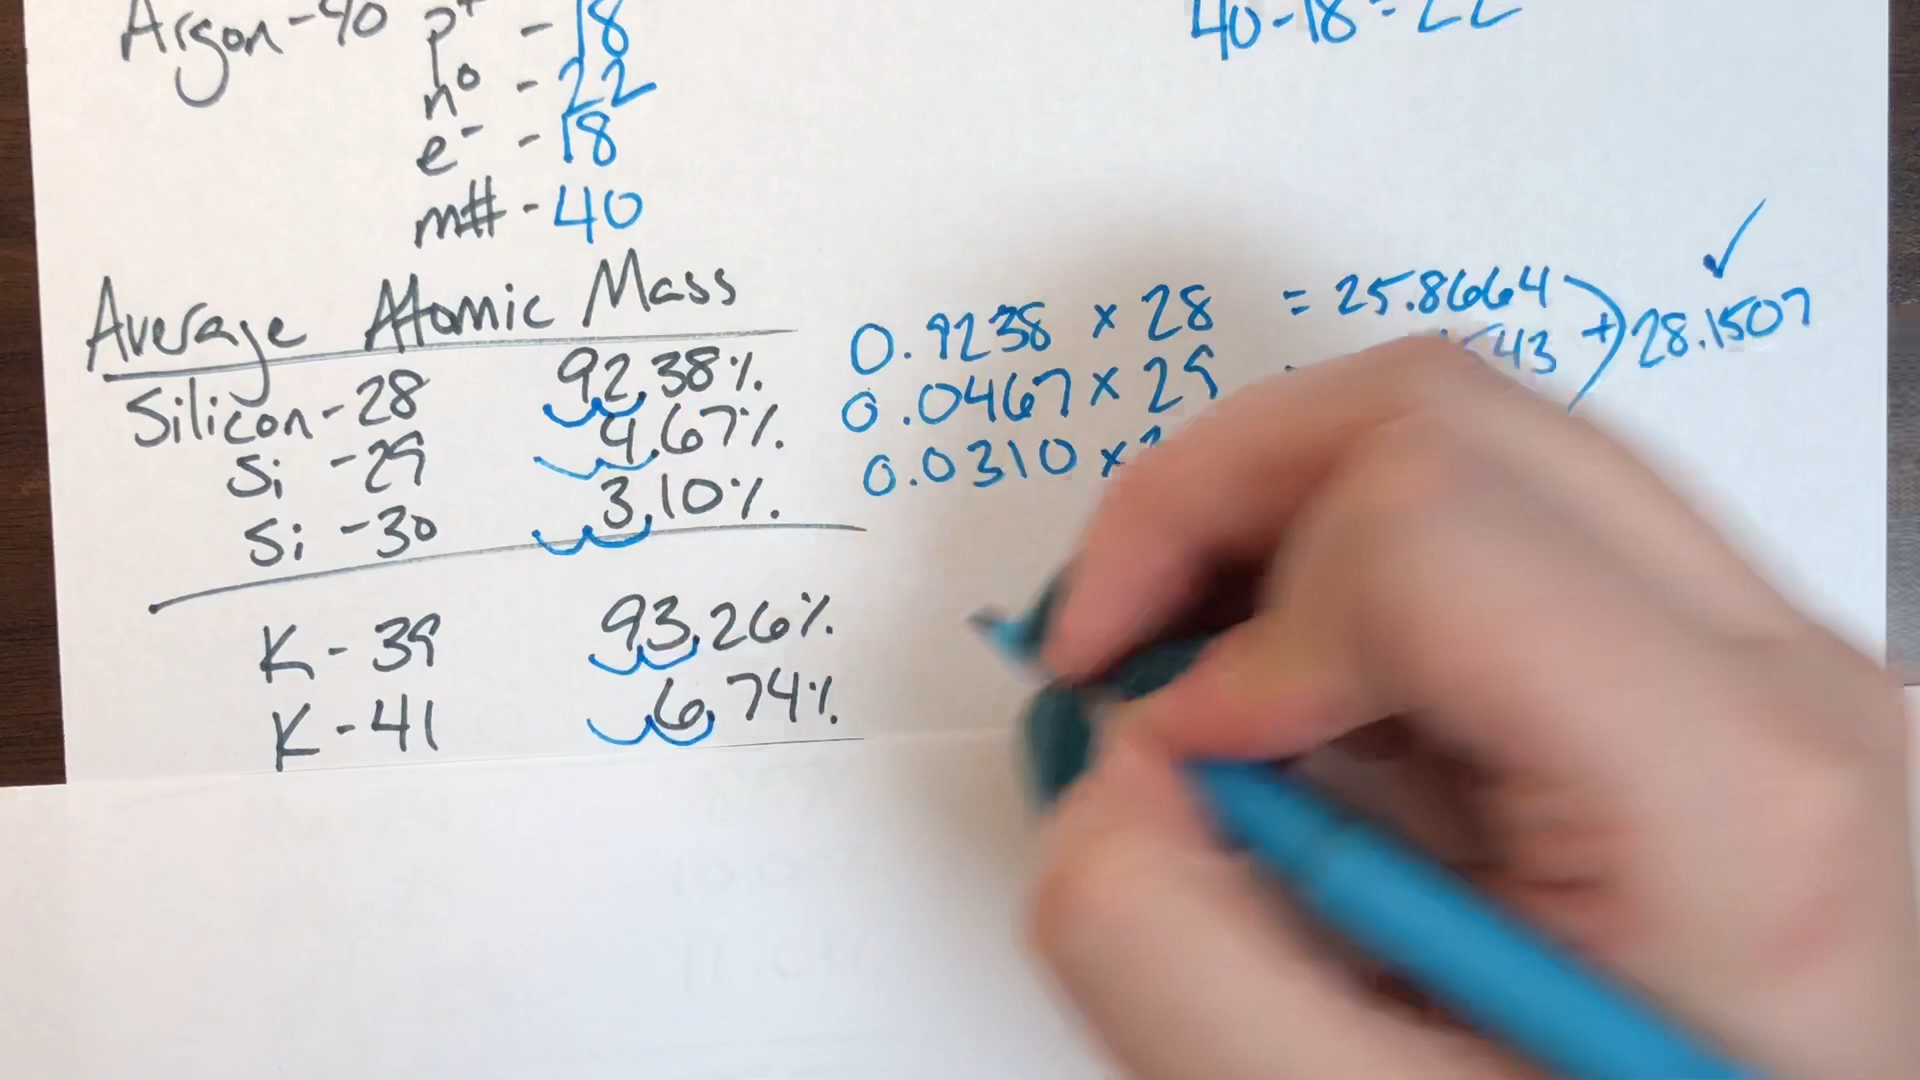 Argon-40 p+ - 18 40-18=22
n° - 22
e- - 18
m# - 40
Average Atomic Mass
Silicon-28 92.38% 0.9238 x 28 = 25.8664
Si -29 4.67% 0.0467 x 29 543 + 28.1507 ✓
Si -30 3.10% 0.0310 x
K-39 93.26%
K-41 6.74%